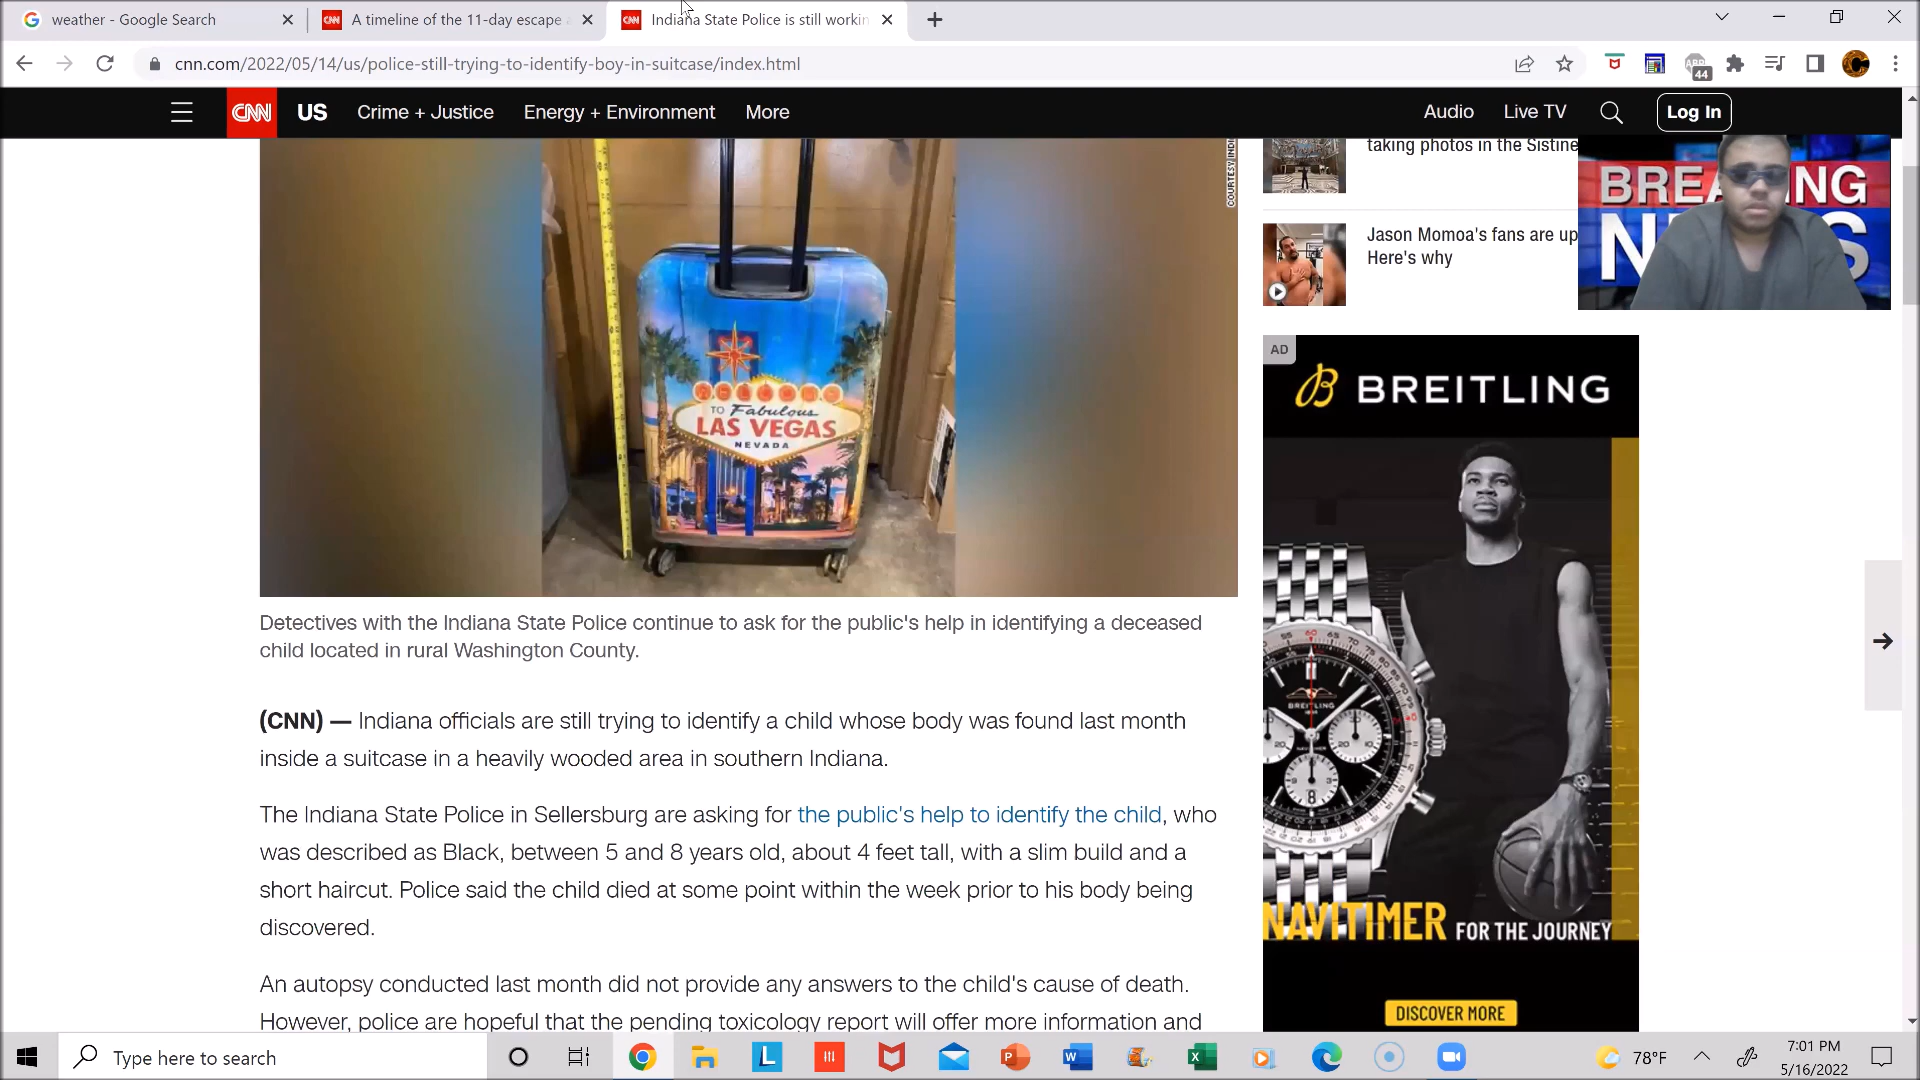 weather - Google Search
CNN A timeline of the 11-day escape
CNN Indiana State Police is still workin
cnn.com/2022/05/14/us/police-still-trying-to-identify-boy-in-suitcase/index.html
44
CNN US Crime + Justice Energy + Environment More Audio Live TV Log In
taking photos in the Sistine
Jason Momoa's fans are up
Here's why
BREA NG
N S
WELCOME
TO Fabulous
LAS VEGAS
NEVADA
COURTESY INDI
AD
BREITLING
BREITLING
NAVITIMER FOR THE JOURNEY
DISCOVER MORE
Detectives with the Indiana State Police continue to ask for the public's help in identifying a deceased
child located in rural Washington County.
(CNN) — Indiana officials are still trying to identify a child whose body was found last month
inside a suitcase in a heavily wooded area in southern Indiana.
The Indiana State Police in Sellersburg are asking for the public's help to identify the child, who
was described as Black, between 5 and 8 years old, about 4 feet tall, with a slim build and a
short haircut. Police said the child died at some point within the week prior to his body being
discovered.
An autopsy conducted last month did not provide any answers to the child's cause of death.
However, police are hopeful that the pending toxicology report will offer more information and
Type here to search
78°F
7:01 PM
5/16/2022